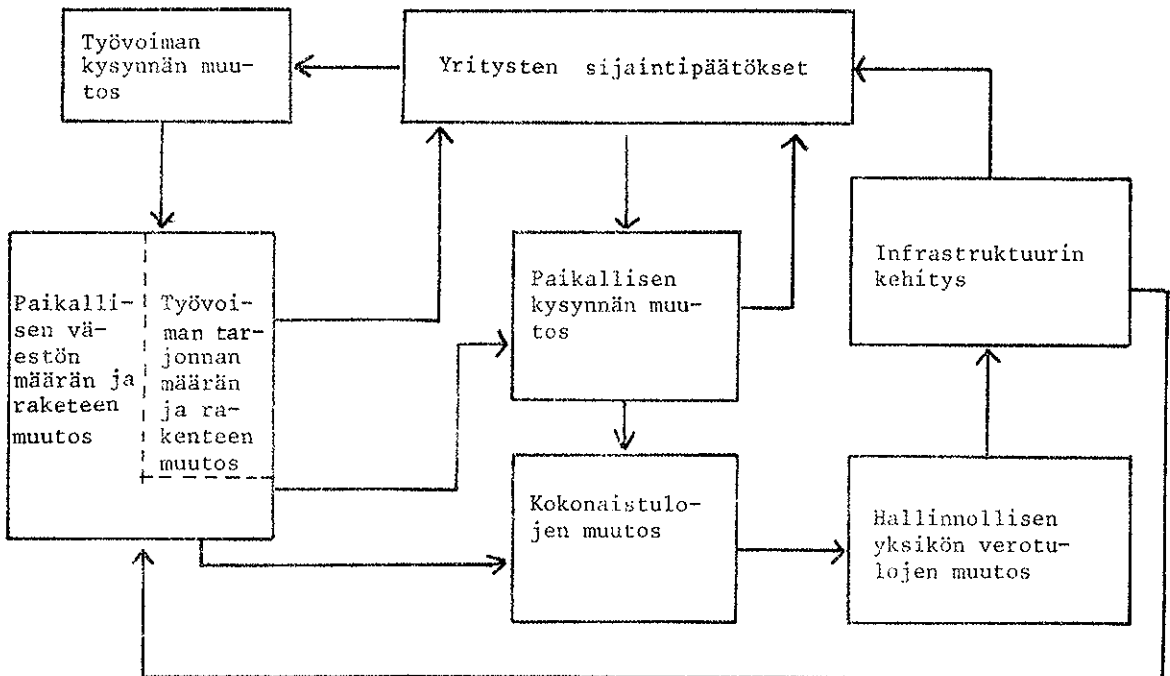 Työvoiman
kysynnän muu-
tos
Yritysten sijaintipäätökset
Infrastruktuurin
kehitys
Paikalli-
sen vä-
estön
määrän ja
raketeen
muutos
Työvoi-
man tar-
jonnan
määrän
ja ra-
kenteen
muutos
Paikallisen
kysynnän muu-
tos
Kokonaistulo-
jen muutos
Hallinnollisen
yksikön verotu-
lojen muutos